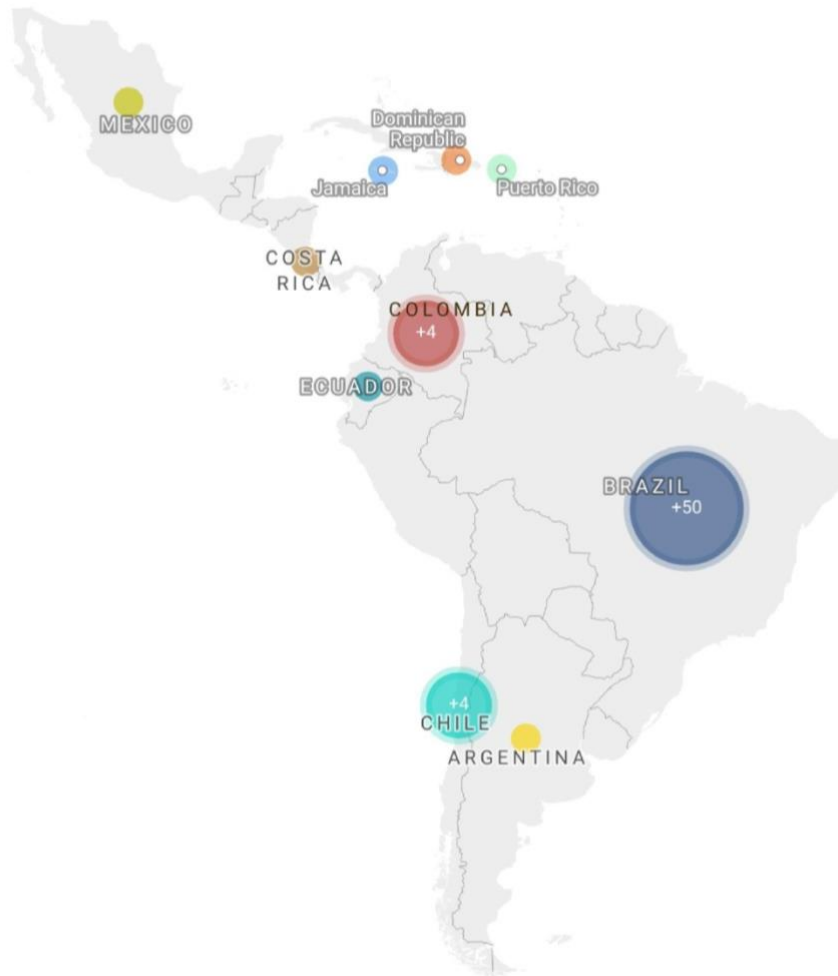 MEXICO
Dominican
Republic
Jamaica
Puerto Rico
COSTA
RICA
COLOMBIA
+4
ECUADOR
BRAZIL
+50
+4
CHILE
ARGENTINA